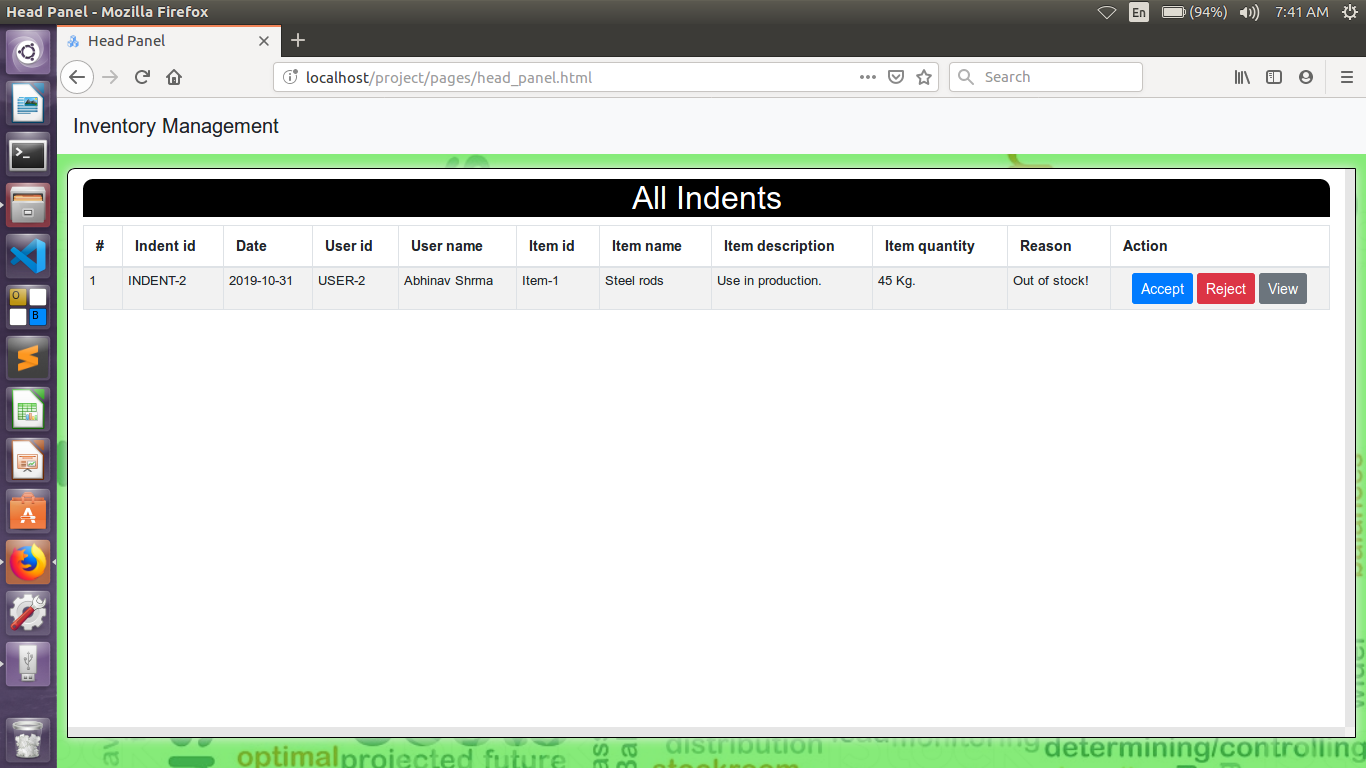 Head Panel - Mozilla Firefox En (94%) 7:41 AM
Head Panel
localhost/project/pages/head_panel.html Search
Inventory Management
All Indents
# Indent id Date User id User name Item id Item name Item description Item quantity Reason Action
1 INDENT-2 2019-10-31 USER-2 Abhinav Shrma Item-1 Steel rods Use in production. 45 Kg. Out of stock! Accept Reject View
optimal projected future distribution monitoring determining/controlling
stockroom